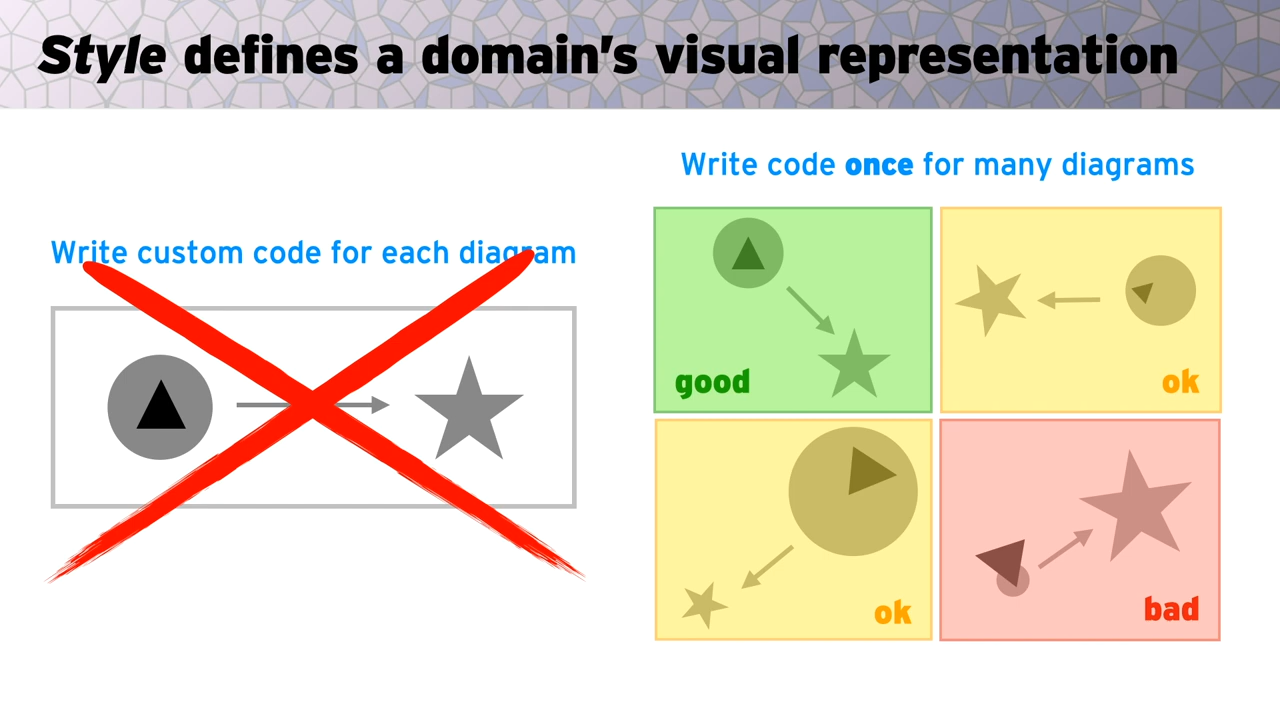 Style defines a domain's visual representation
Write custom code for each diagram
Write code once for many diagrams
good
ok
ok
bad